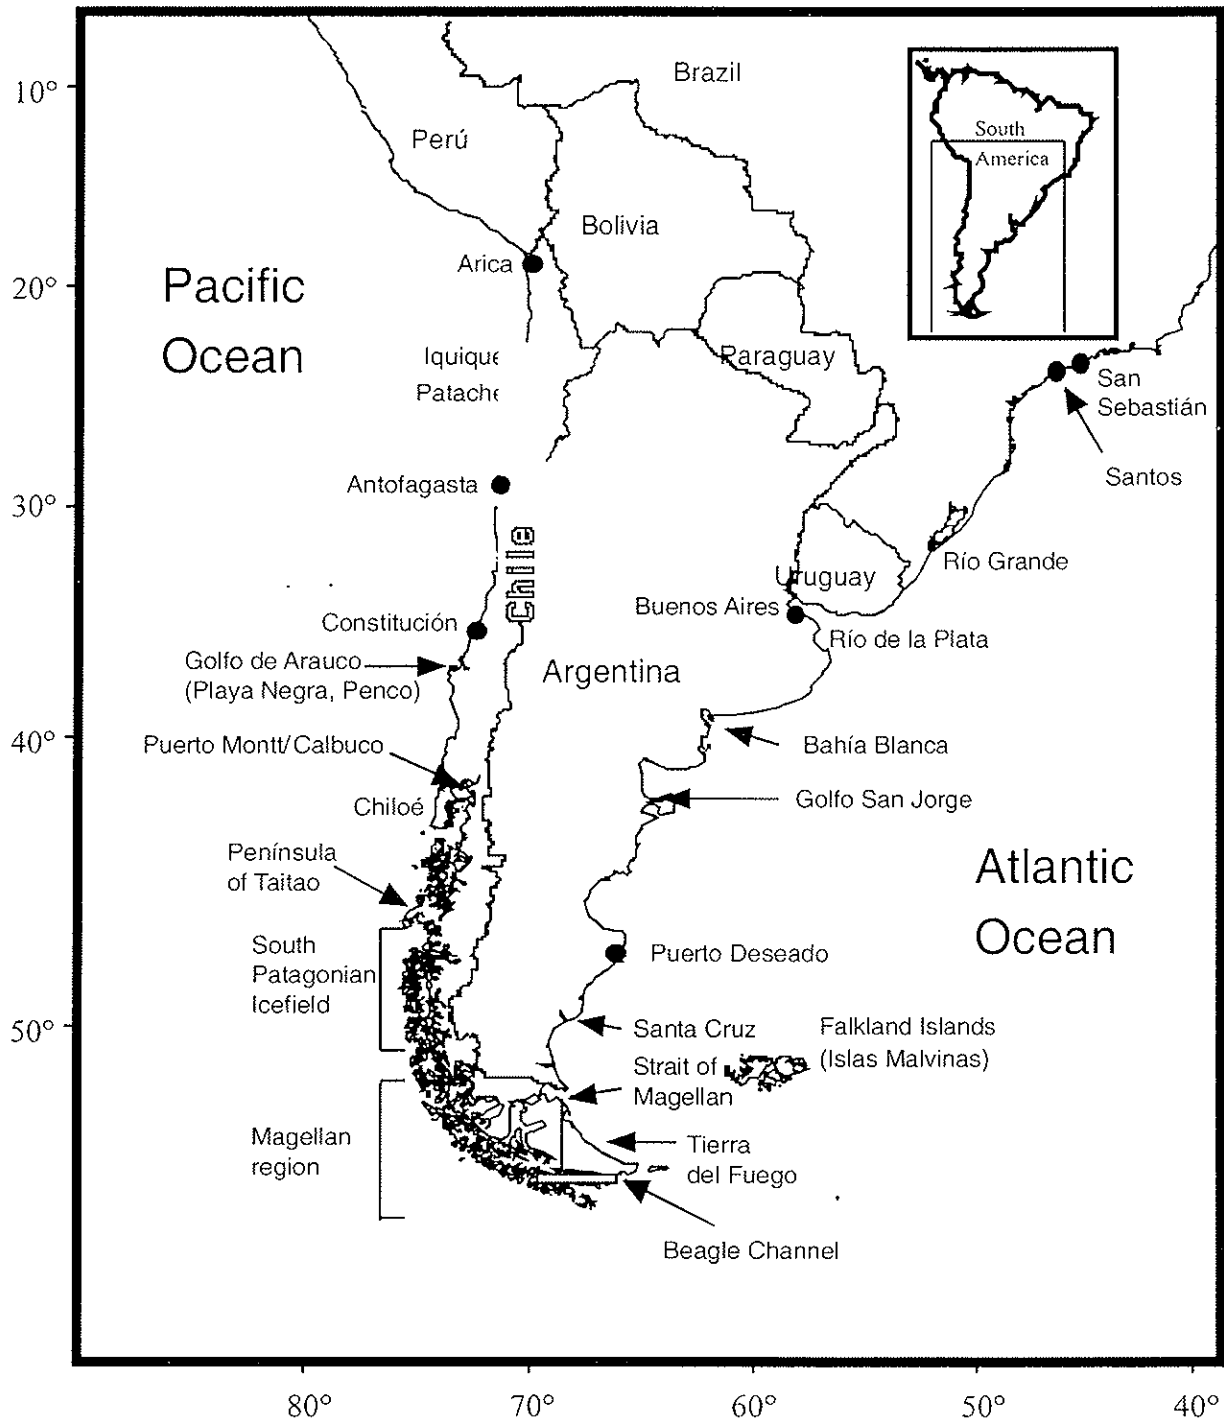 Brazil
10°
Perú
South
America
Bolivia
Arica
Pacific
Ocean
20°
Iquique
Patache
Paraguay
San
Sebastián
Santos
Antofagasta
30°
Chile
Río Grande
Uruguay
Buenos Aires
Río de la Plata
Constitución
Golfo de Arauco
(Playa Negra, Penco)
Argentina
40°
Puerto Montt/Calbuco
Bahía Blanca
Chiloé
Golfo San Jorge
Península
of Taitao
Atlantic
Ocean
South
Patagonian
Icefield
Puerto Deseado
50°
Santa Cruz
Falkland Islands
(Islas Malvinas)
Strait of
Magellan
Magellan
region
Tierra
del Fuego
Beagle Channel
80°
70°
60°
50°
40°